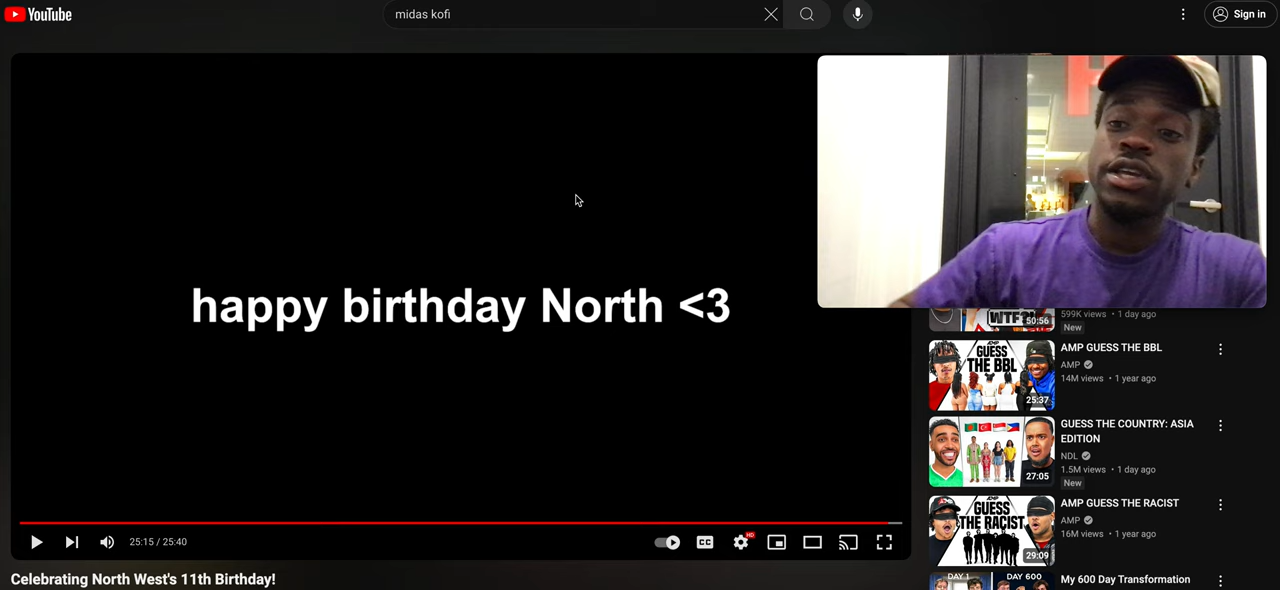 YouTube
midas kofi
Sign in
happy birthday North <3
25:15 / 25:40
CC
HD
Celebrating North West's 11th Birthday!
WTF
50:56
599K views • 1 day ago
New
AMP
GUESS
THE BBL
25:37
AMP GUESS THE BBL
AMP
14M views • 1 year ago
27:05
GUESS THE COUNTRY: ASIA
EDITION
NDL
1.5M views • 1 day ago
New
AMP
GUESS
THE RACIST
29:09
AMP GUESS THE RACIST
AMP
16M views • 1 year ago
DAY 1
DAY 600
My 600 Day Transformation